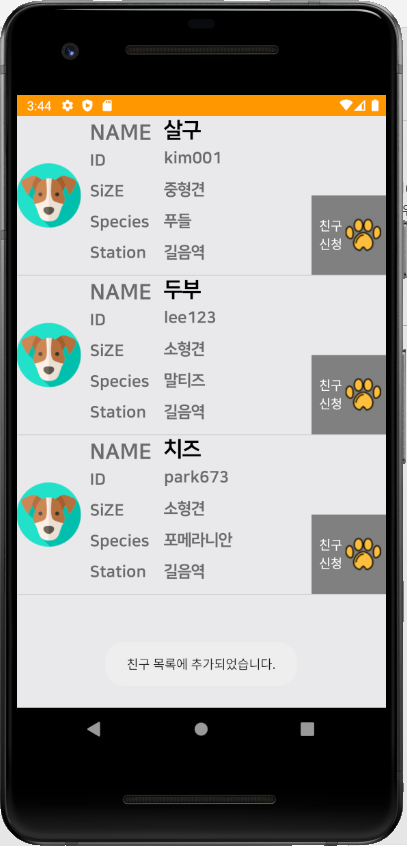 3:44
NAME 살구
ID kim001
SiZE 중형견
Species 푸들
Station 길음역
친구
신청
NAME 두부
ID lee123
SiZE 소형견
Species 말티즈
Station 길음역
친구
신청
NAME 치즈
ID park673
SiZE 소형견
Species 포메라니안
Station 길음역
친구
신청
친구 목록에 추가되었습니다.